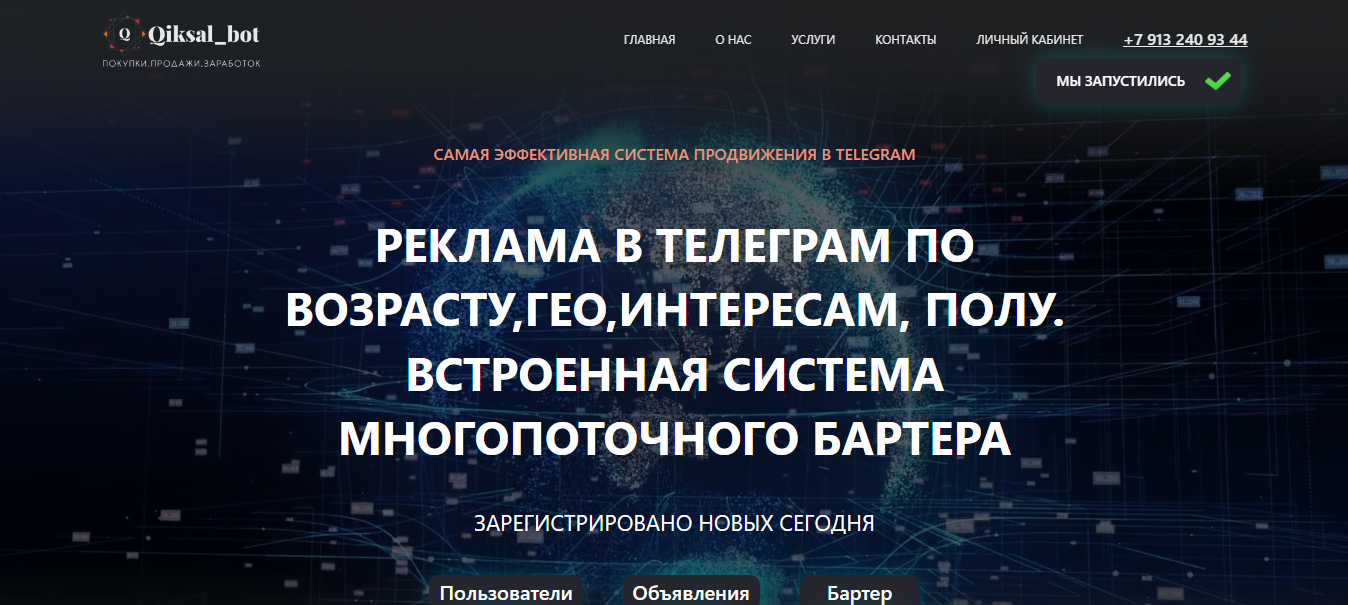 Q Qiksal_bot
ПОКУПКИ.ПРОДАЖИ.ЗАРАБОТОК
ГЛАВНАЯ О НАС УСЛУГИ КОНТАКТЫ ЛИЧНЫЙ КАБИНЕТ +7 913 240 93 44
МЫ ЗАПУСТИЛИСЬ
САМАЯ ЭФФЕКТИВНАЯ СИСТЕМА ПРОДВИЖЕНИЯ В TELEGRAM
РЕКЛАМА В ТЕЛЕГРАМ ПО
ВОЗРАСТУ,ГЕО,ИНТЕРЕСАМ, ПОЛУ.
ВСТРОЕННАЯ СИСТЕМА
МНОГОПОТОЧНОГО БАРТЕРА
ЗАРЕГИСТРИРОВАНО НОВЫХ СЕГОДНЯ
Пользователи Объявления Бартер